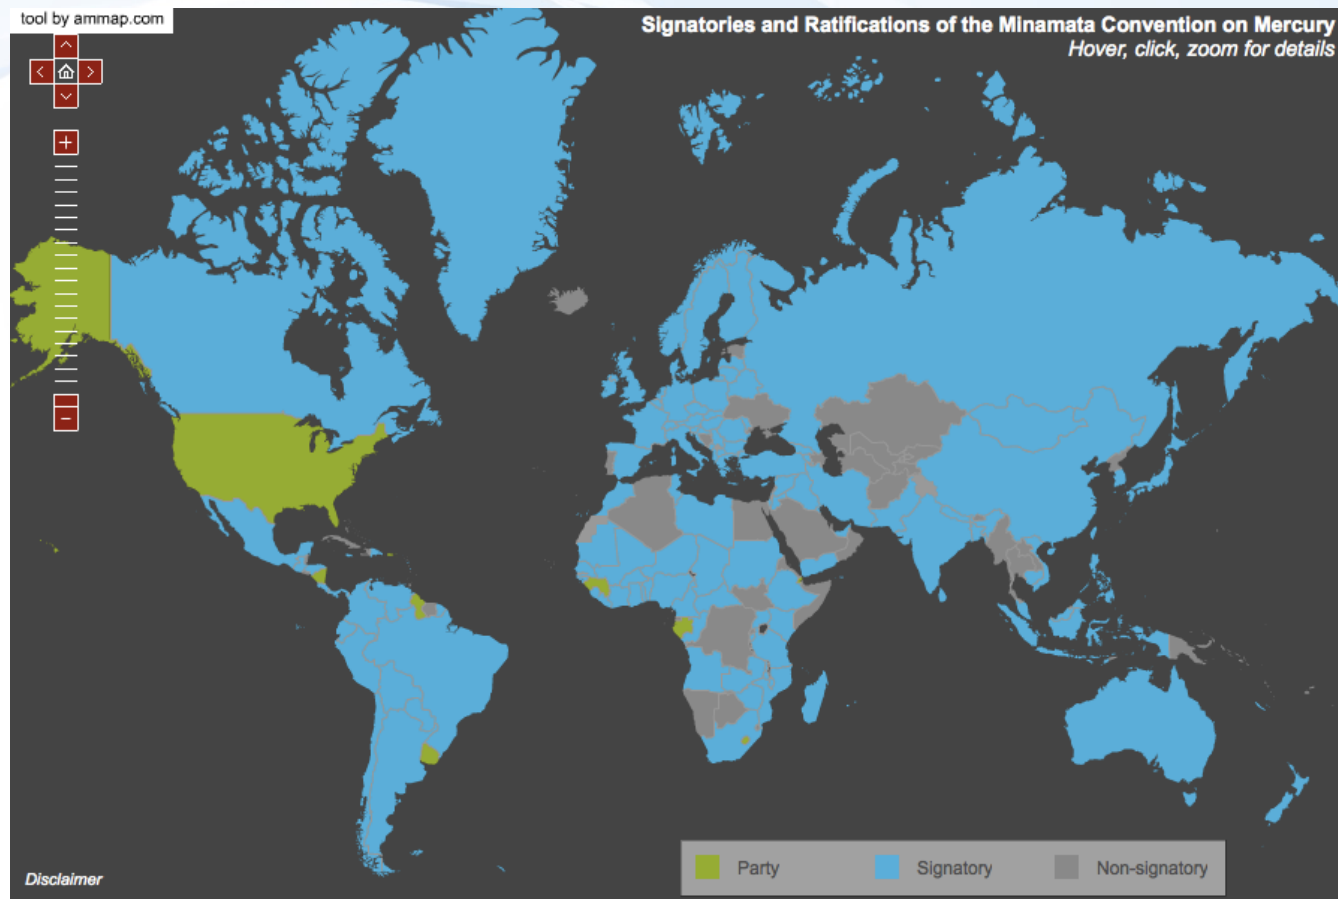 tool by ammap.com
Signatories and Ratifications of the Minamata Convention on Mercury
Hover, click, zoom for details
Disclaimer
Party
Signatory
Non-signatory